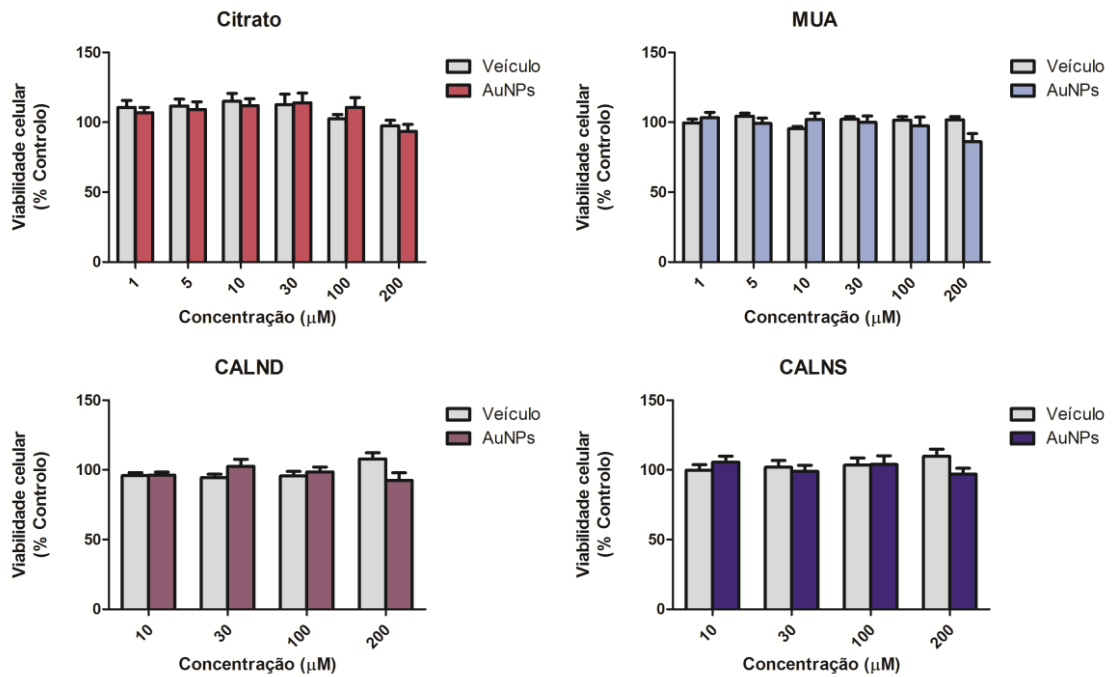 Citrato
150
100
50
0
Viabilidade celular
(% Controlo)
1 5 10 30 100 200
Concentração (μM)
Veículo
AuNPs
MUA
150
100
50
0
Viabilidade celular
(% Controlo)
1 5 10 30 100 200
Concentração (μM)
Veículo
AuNPs
CALND
150
100
50
0
Viabilidade celular
(% Controlo)
10 30 100 200
Concentração (μM)
Veículo
AuNPs
CALNS
150
100
50
0
Viabilidade celular
(% Controlo)
10 30 100 200
Concentração (μM)
Veículo
AuNPs